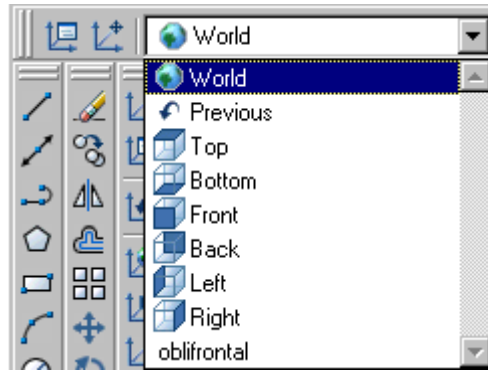 World
World
Previous
Top
Bottom
Front
Back
Left
Right
oblifrontal